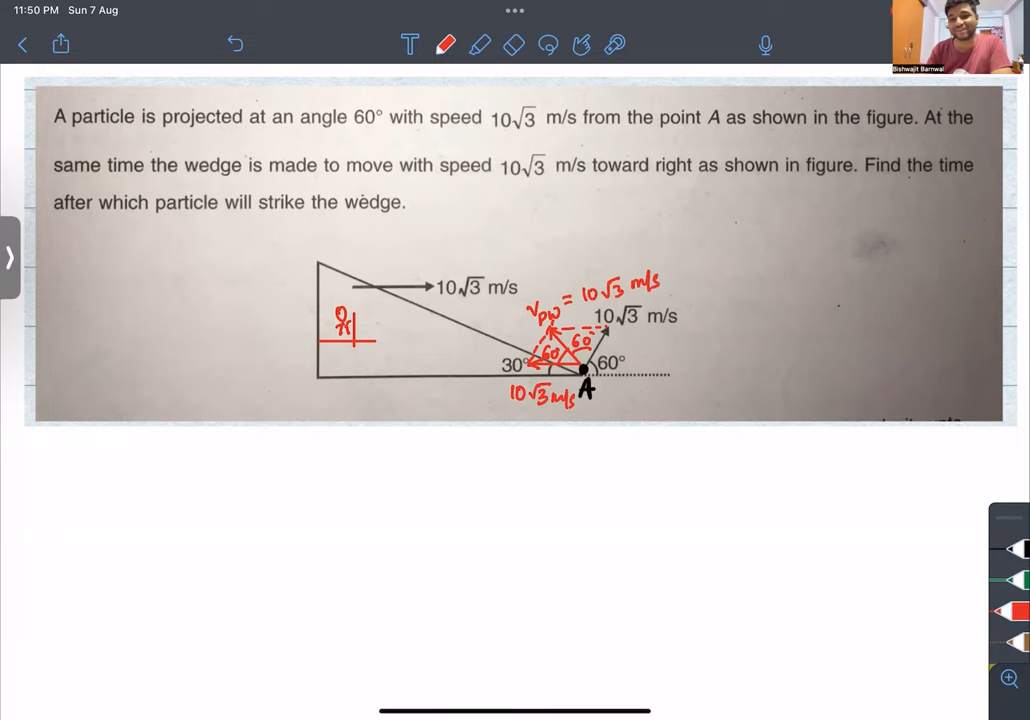 11:50 PM Sun 7 Aug
Bishwajit Barnwal
A particle is projected at an angle 60° with speed 10√3 m/s from the point A as shown in the figure. At the
same time the wedge is made to move with speed 10√3 m/s toward right as shown in figure. Find the time
after which particle will strike the wedge.
10√3 m/s
V_PW = 10√3 m/s
10√3 m/s
60°
60°
30°
60°
10√3 m/s
A